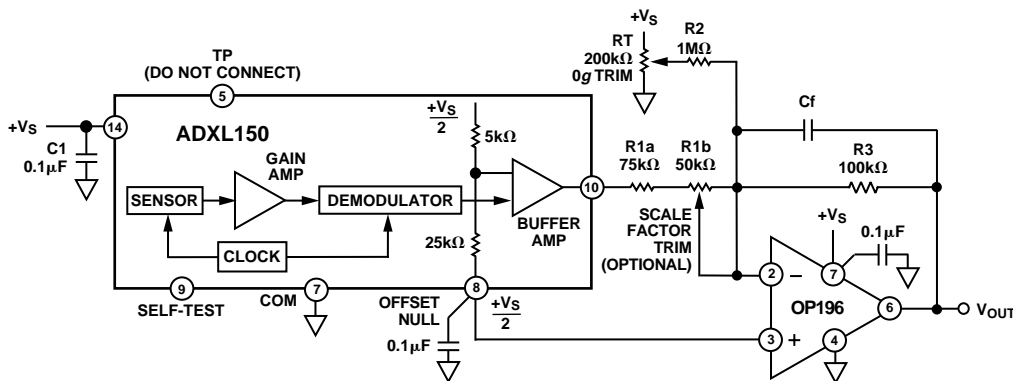 +VS
R2
1MΩ
RT
200kΩ
0g TRIM
TP
(DO NOT CONNECT)
5
+VS
2
Cf
+VS
14
ADXL150
5kΩ
C1
0.1μF
GAIN
AMP
R1a
75kΩ
R1b
50kΩ
R3
100kΩ
10
SENSOR
DEMODULATOR
BUFFER
AMP
SCALE
FACTOR
TRIM
(OPTIONAL)
+VS
0.1μF
25kΩ
CLOCK
2
–
7
9
SELF-TEST
COM
7
8
OFFSET
NULL
+VS
2
OP196
6
VOUT
0.1μF
3
+
4